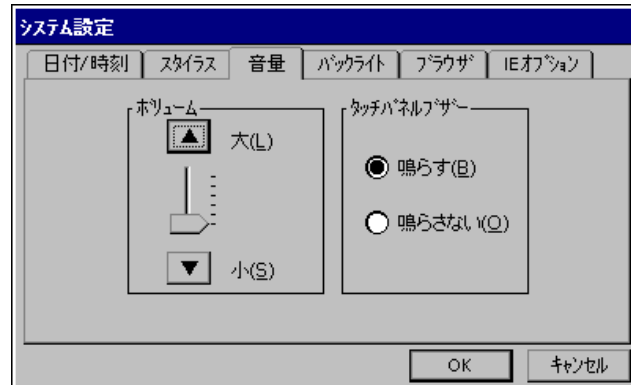 システム設定
日付/時刻 ｽﾀｲﾗｽ 音量 ﾊﾞｯｸﾗｲﾄ ﾌﾞﾗｳｻﾞ IEｵﾌﾟｼｮﾝ
ﾎﾞﾘｭｰﾑ ﾀｯﾁﾊﾟﾈﾙﾌﾞｻﾞｰ
大(L)
鳴らす(B)
鳴らさない(O)
小(S)
OK ｷｬﾝｾﾙ